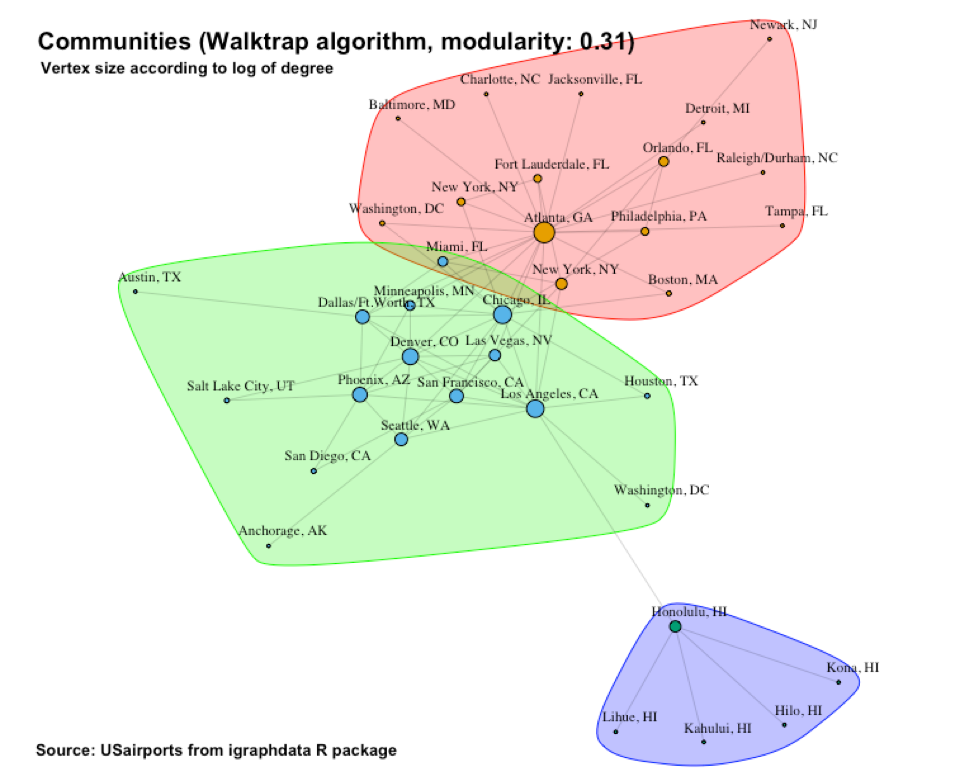 Newark, NJ
Communities (Walktrap algorithm, modularity: 0.31)
Vertex size according to log of degree
Charlotte, NC
Jacksonville, FL
Baltimore, MD
Detroit, MI
Orlando, FL
Raleigh/Durham, NC
Fort Lauderdale, FL
New York, NY
Washington, DC
Atlanta, GA
Philadelphia, PA
Tampa, FL
Miami, FL
New York, NY
Boston, MA
Austin, TX
Minneapolis, MN
Dallas/Ft.Worth, TX
Chicago, IL
Denver, CO
Las Vegas, NV
Salt Lake City, UT
Phoenix, AZ
San Francisco, CA
Los Angeles, CA
Houston, TX
Seattle, WA
San Diego, CA
Washington, DC
Anchorage, AK
Honolulu, HI
Kona, HI
Lihue, HI
Hilo, HI
Kahului, HI
Source: USairports from igraphdata R package